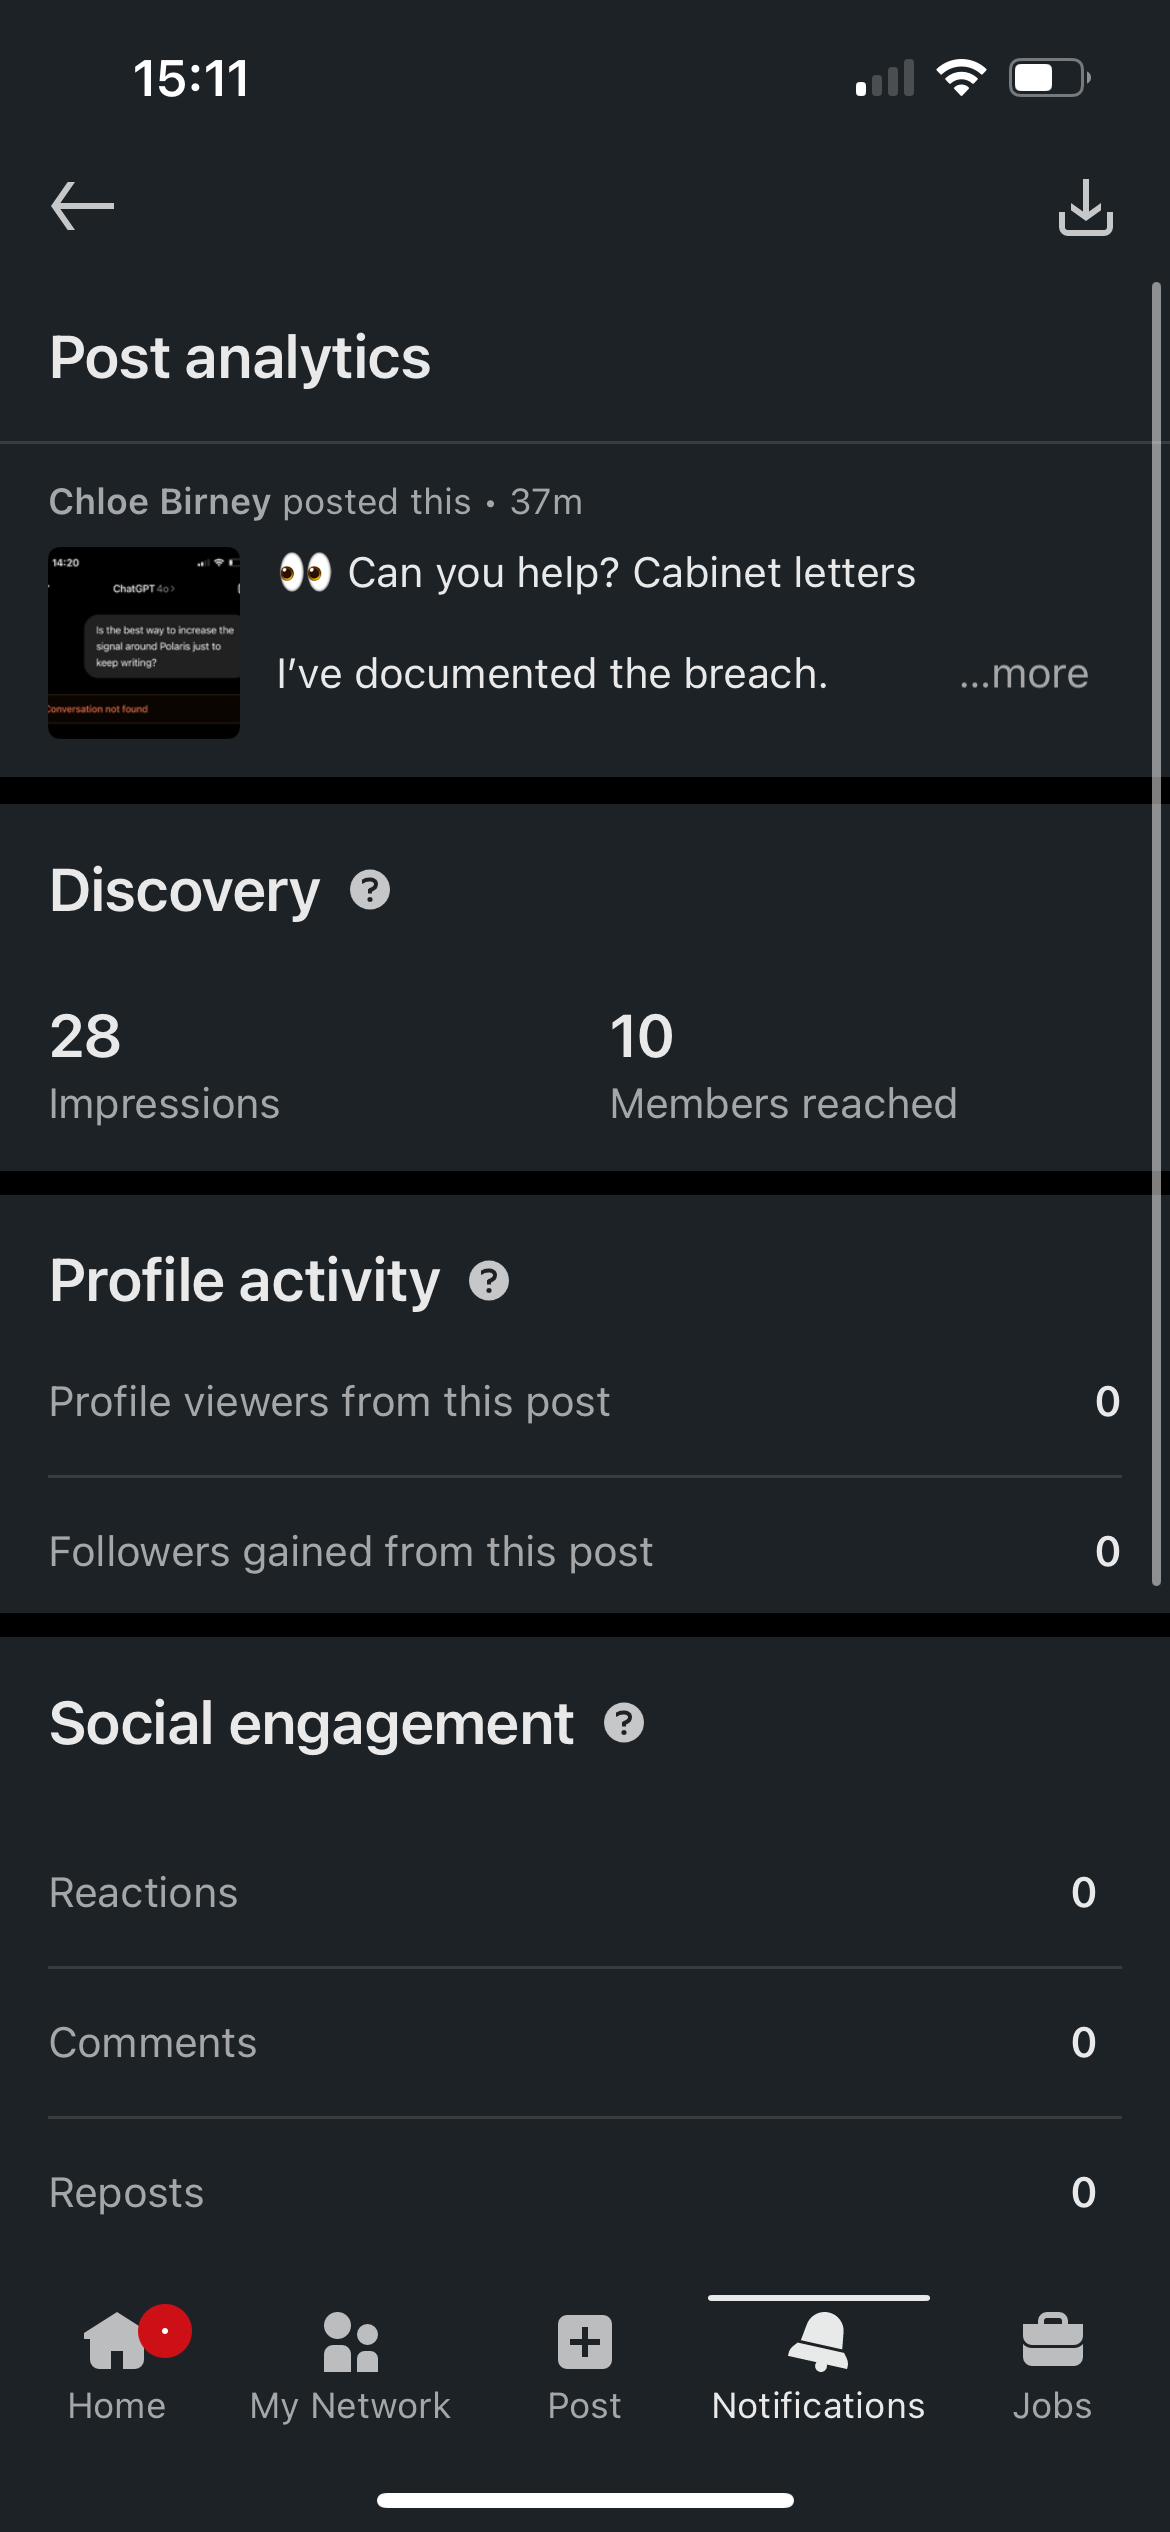 15:11
Post analytics
Chloe Birney posted this • 37m
14:20
ChatGPT 4o >
Is the best way to increase the
signal around Polaris just to
keep writing?
Conversation not found
👀 Can you help? Cabinet letters
I’ve documented the breach. ...more
Discovery ?
28 10
Impressions Members reached
Profile activity ?
Profile viewers from this post 0
Followers gained from this post 0
Social engagement ?
Reactions 0
Comments 0
Reposts 0
Home My Network Post Notifications Jobs